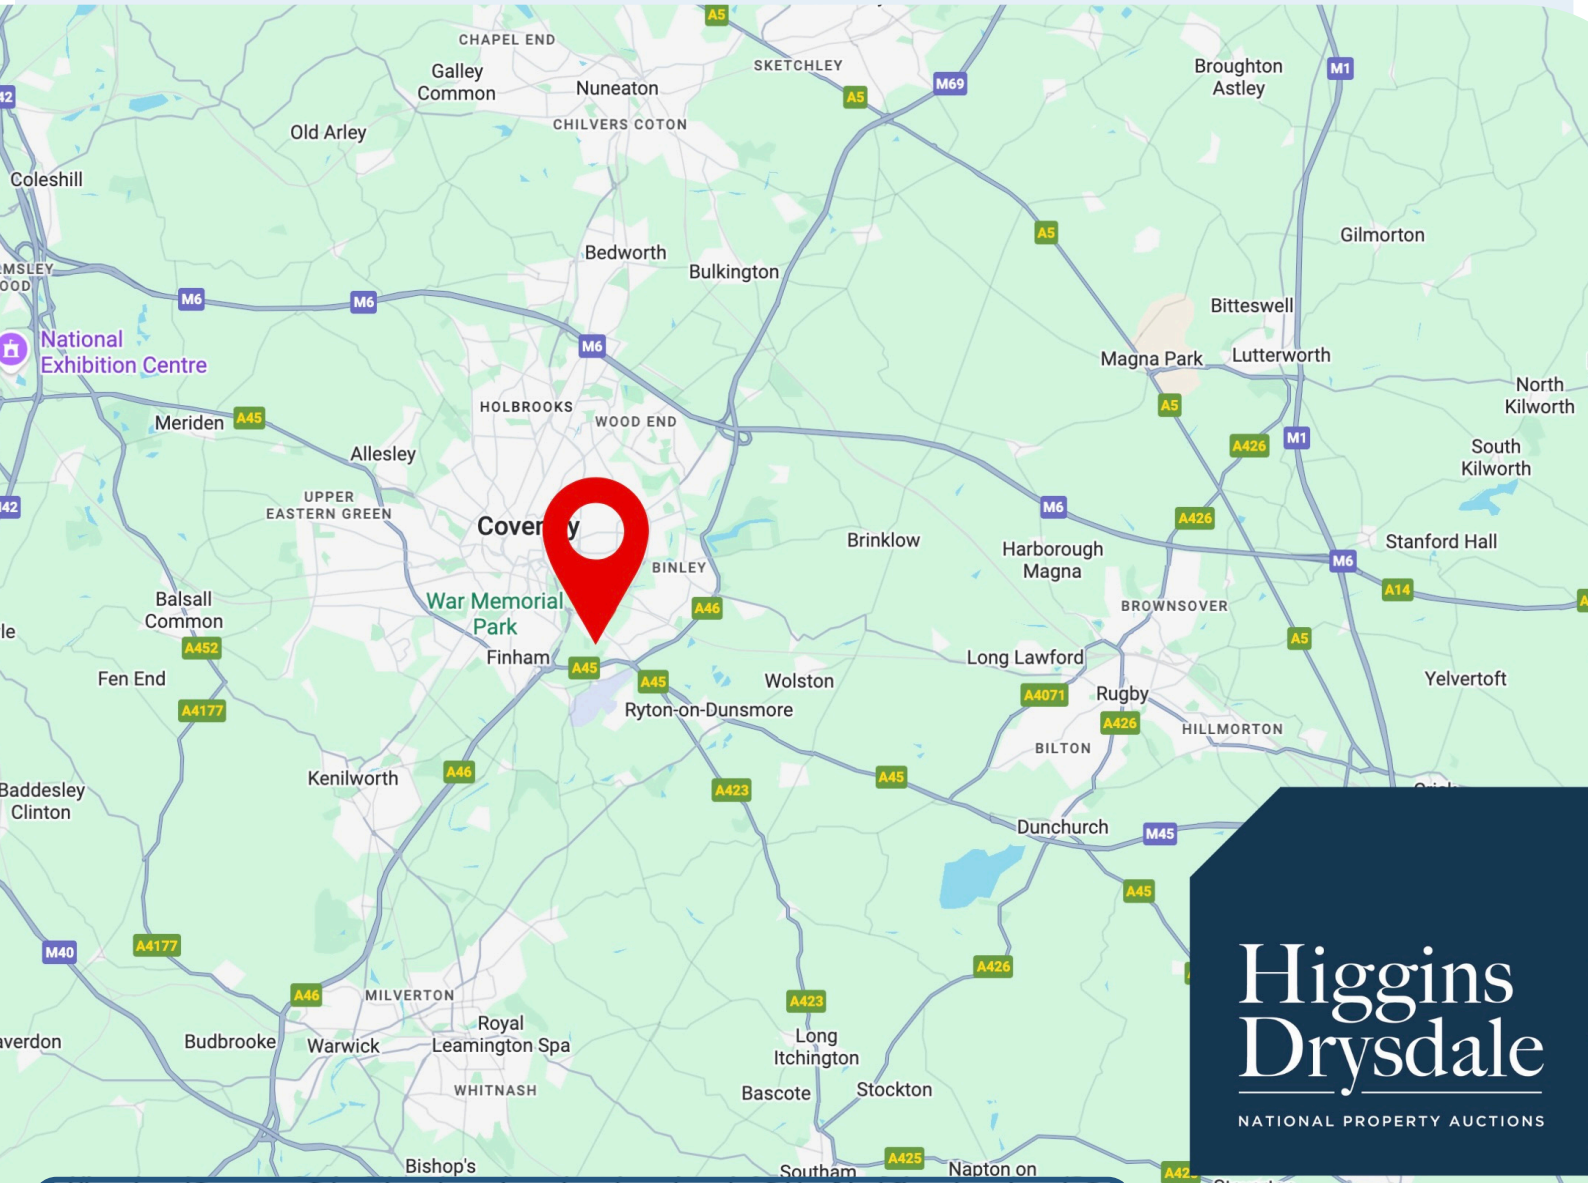 A5
CHAPEL END
SKETCHLEY
Galley
Common
Nuneaton
M69
Broughton
Astley
M1
A5
CHILVERS COTON
Old Arley
Coleshill
A5
Gilmorton
Bedworth
Bulkington
M6
M6
Bitteswell
National
Exhibition Centre
M6
Magna Park
Lutterworth
North
Kilworth
HOLBROOKS
A5
Meriden
A45
WOOD END
A426
M1
Allesley
South
Kilworth
UPPER
EASTERN GREEN
M6
A426
Brinklow
Harborough
Magna
Stanford Hall
M6
BINLEY
A14
War Memorial
Park
A46
BROWNSOVER
Balsall
Common
A452
A5
Finham
A45
Long Lawford
Fen End
A45
Wolston
Yelvertoft
A4177
Ryton-on-Dunsmore
A4071
Rugby
A426
HILLMORTON
BILTON
Kenilworth
A46
A45
A423
Baddesley
Clinton
Dunchurch
M45
A45
M40
A4177
A426
A46
MILVERTON
A423
Royal
Leamington Spa
Budbrooke
Warwick
Long
Itchington
WHITNASH
Bascote
Stockton
Bishop's
Southam
A425
Napton on
Higgins
Drysdale
NATIONAL PROPERTY AUCTIONS